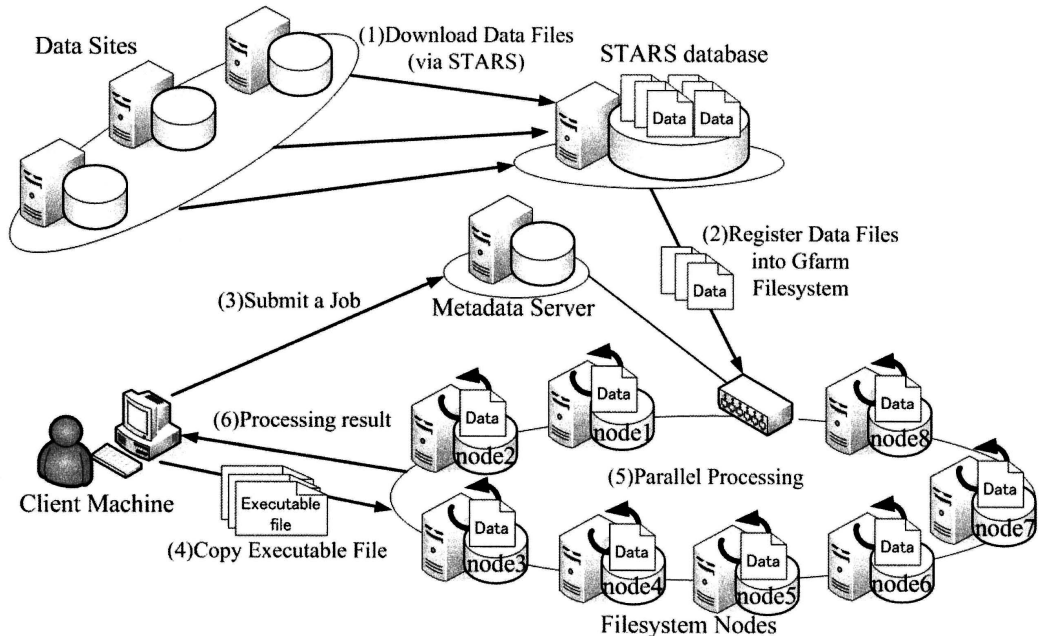 Data Sites
(1)Download Data Files
(via STARS)
STARS database
Data
Data
(2)Register Data Files
into Gfarm
Filesystem
Data
(3)Submit a Job
Metadata Server
(6)Processing result
Client Machine
Executable
file
(4)Copy Executable File
Data
node2
Data
node1
Data
node8
(5)Parallel Processing
Data
node7
Data
node3
Data
node4
Data
node5
Data
node6
Filesystem Nodes